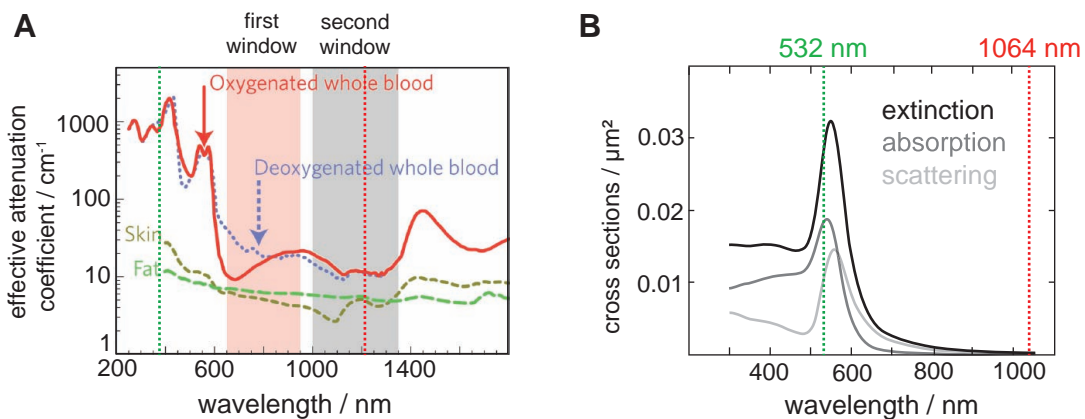 A
first
window
second
window
Oxygenated whole blood
Deoxygenated whole blood
Skin
Fat
effective attenuation
coefficient / cm⁻¹
1000
100
10
1
200
600
1000
1400
wavelength / nm
B
532 nm
1064 nm
extinction
absorption
scattering
cross sections / µm²
0.03
0.02
0.01
400
600
800
1000
wavelength / nm